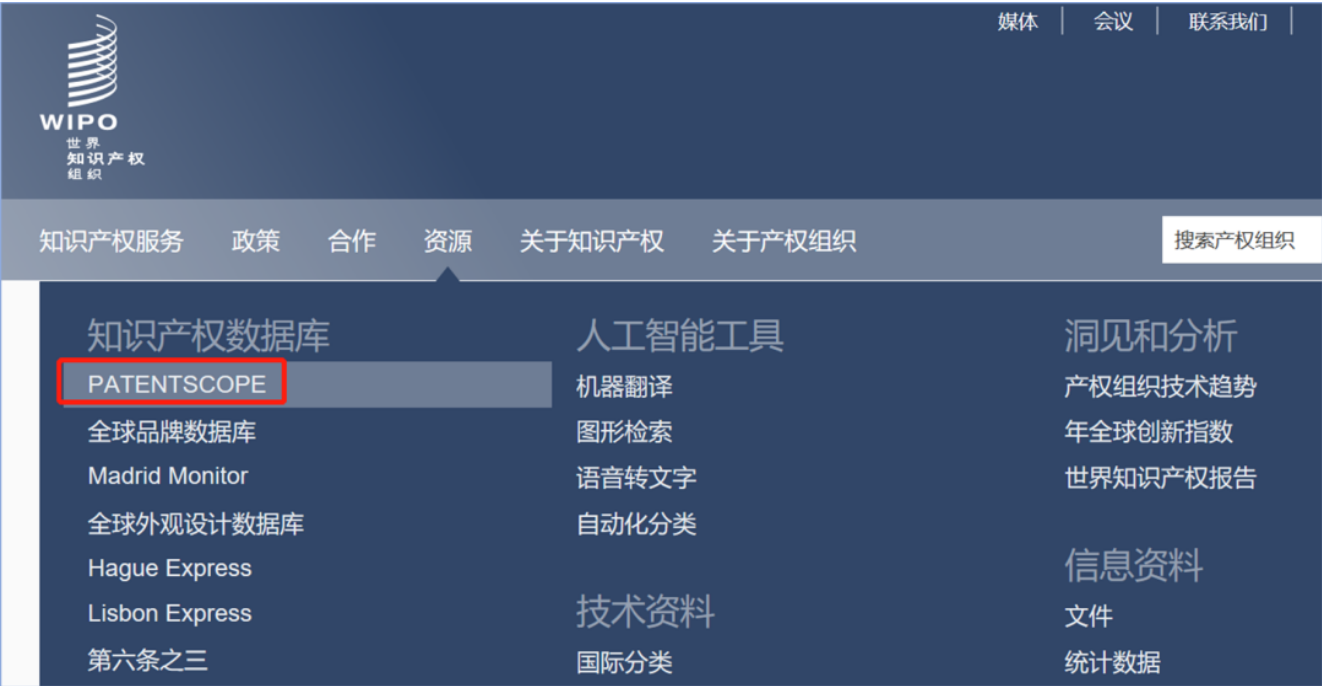 媒体 会议 联系我们
WIPO
世界
知识产权
组织
知识产权服务 政策 合作 资源 关于知识产权 关于产权组织 搜索产权组织
知识产权数据库
PATENTSCOPE
全球品牌数据库
Madrid Monitor
全球外观设计数据库
Hague Express
Lisbon Express
第六条之三
人工智能工具
机器翻译
图形检索
语音转文字
自动化分类
技术资料
国际分类
洞见和分析
产权组织技术趋势
年全球创新指数
世界知识产权报告
信息资料
文件
统计数据